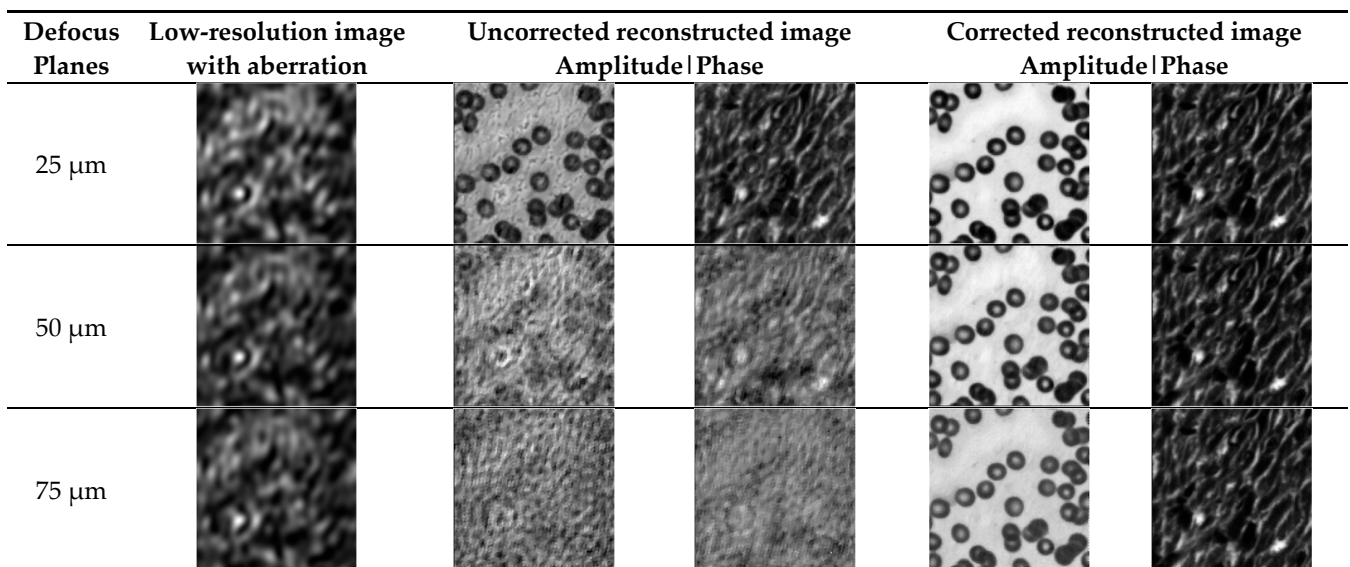 Defocus Planes
Low-resolution image with aberration
Uncorrected reconstructed image Amplitude|Phase
Corrected reconstructed image Amplitude|Phase
25 μm
50 μm
75 μm